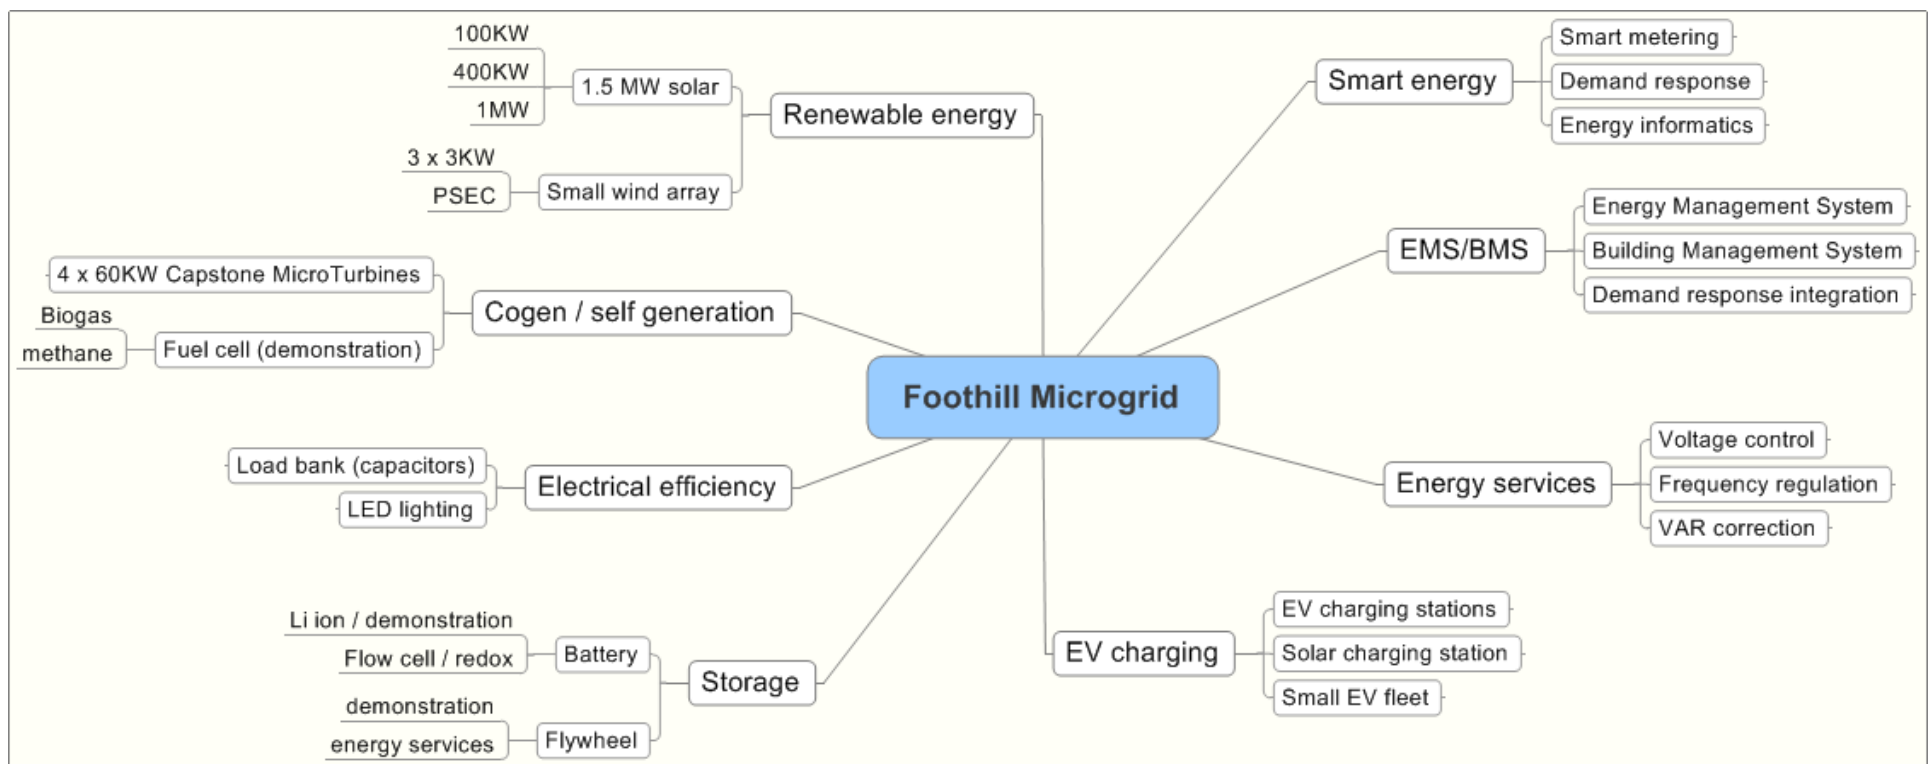 Foothill Microgrid
Renewable energy
1.5 MW solar
100KW
400KW
1MW
Small wind array
3 x 3KW
PSEC
Cogen / self generation
4 x 60KW Capstone MicroTurbines
Fuel cell (demonstration)
Biogas
methane
Electrical efficiency
Load bank (capacitors)
LED lighting
Storage
Battery
Li ion / demonstration
Flow cell / redox
Flywheel
demonstration
energy services
Smart energy
Smart metering
Demand response
Energy informatics
EMS/BMS
Energy Management System
Building Management System
Demand response integration
Energy services
Voltage control
Frequency regulation
VAR correction
EV charging
EV charging stations
Solar charging station
Small EV fleet